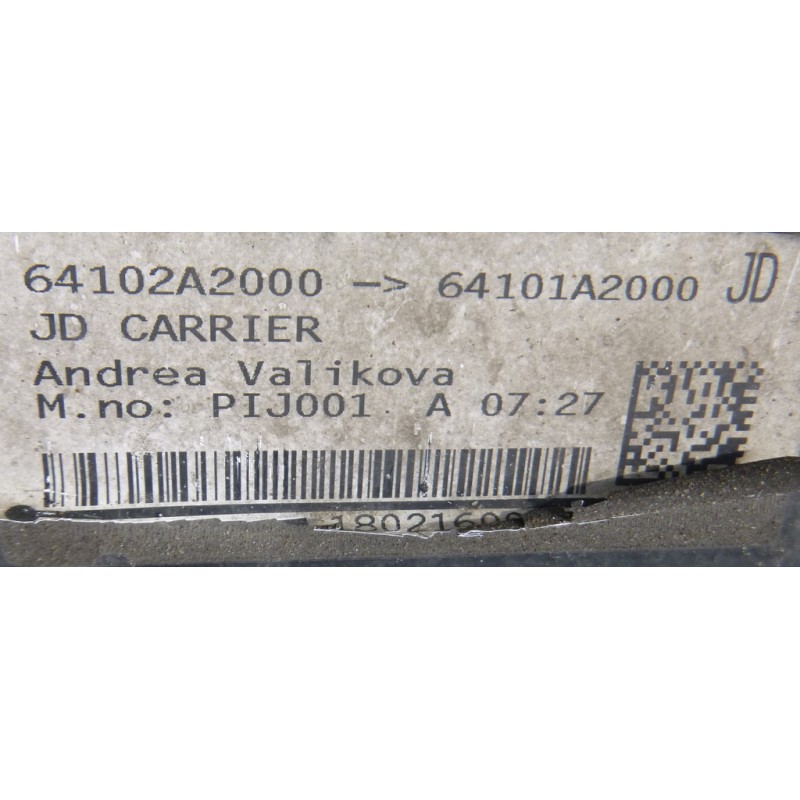 64102A2000 -> 64101A2000 JD
JD CARRIER
Andrea Valikova
M.no: PIJ001 A 07:27